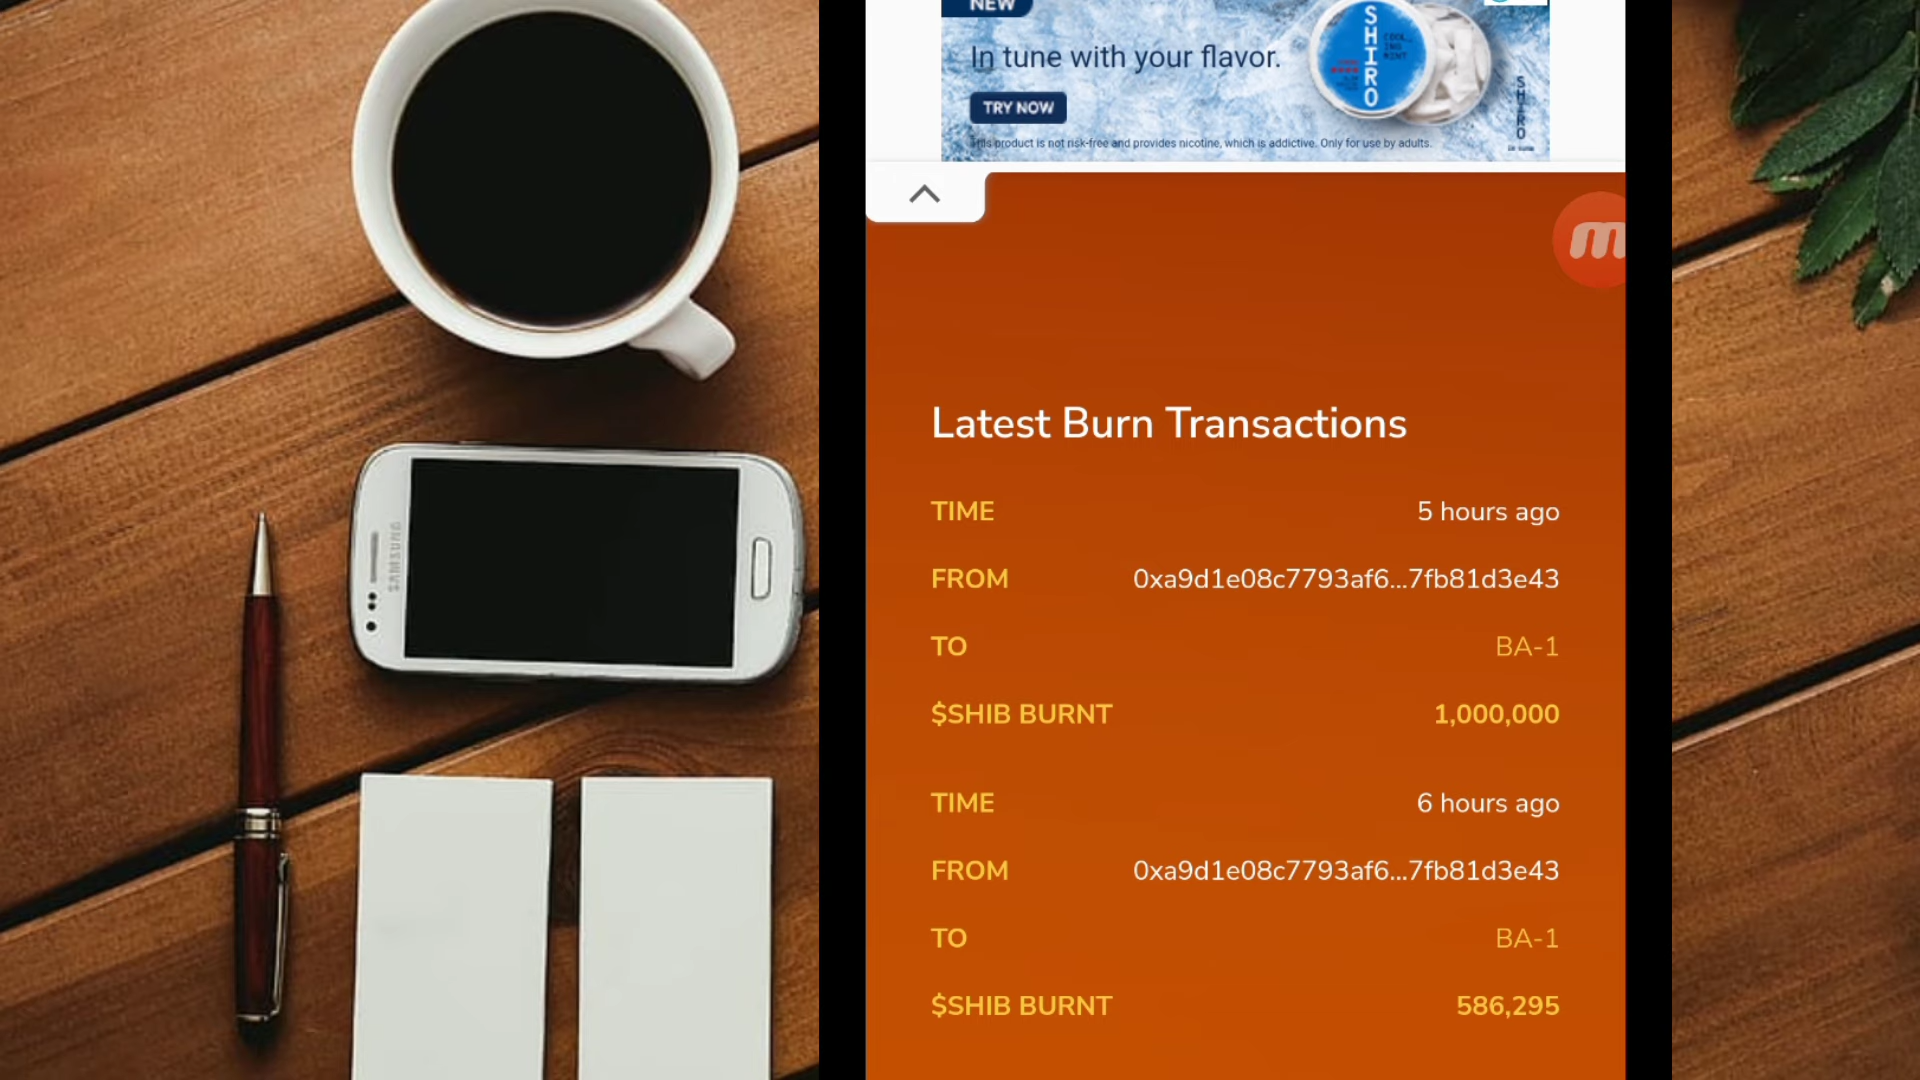 NEW
In tune with your flavor.
TRY NOW
This product is not risk-free and provides nicotine, which is addictive. Only for use by adults.
SHIRO
SHIRO
m
Latest Burn Transactions
TIME 5 hours ago
FROM 0xa9d1e08c7793af6...7fb81d3e43
TO BA-1
$SHIB BURNT 1,000,000
TIME 6 hours ago
FROM 0xa9d1e08c7793af6...7fb81d3e43
TO BA-1
$SHIB BURNT 586,295
SAMSUNG